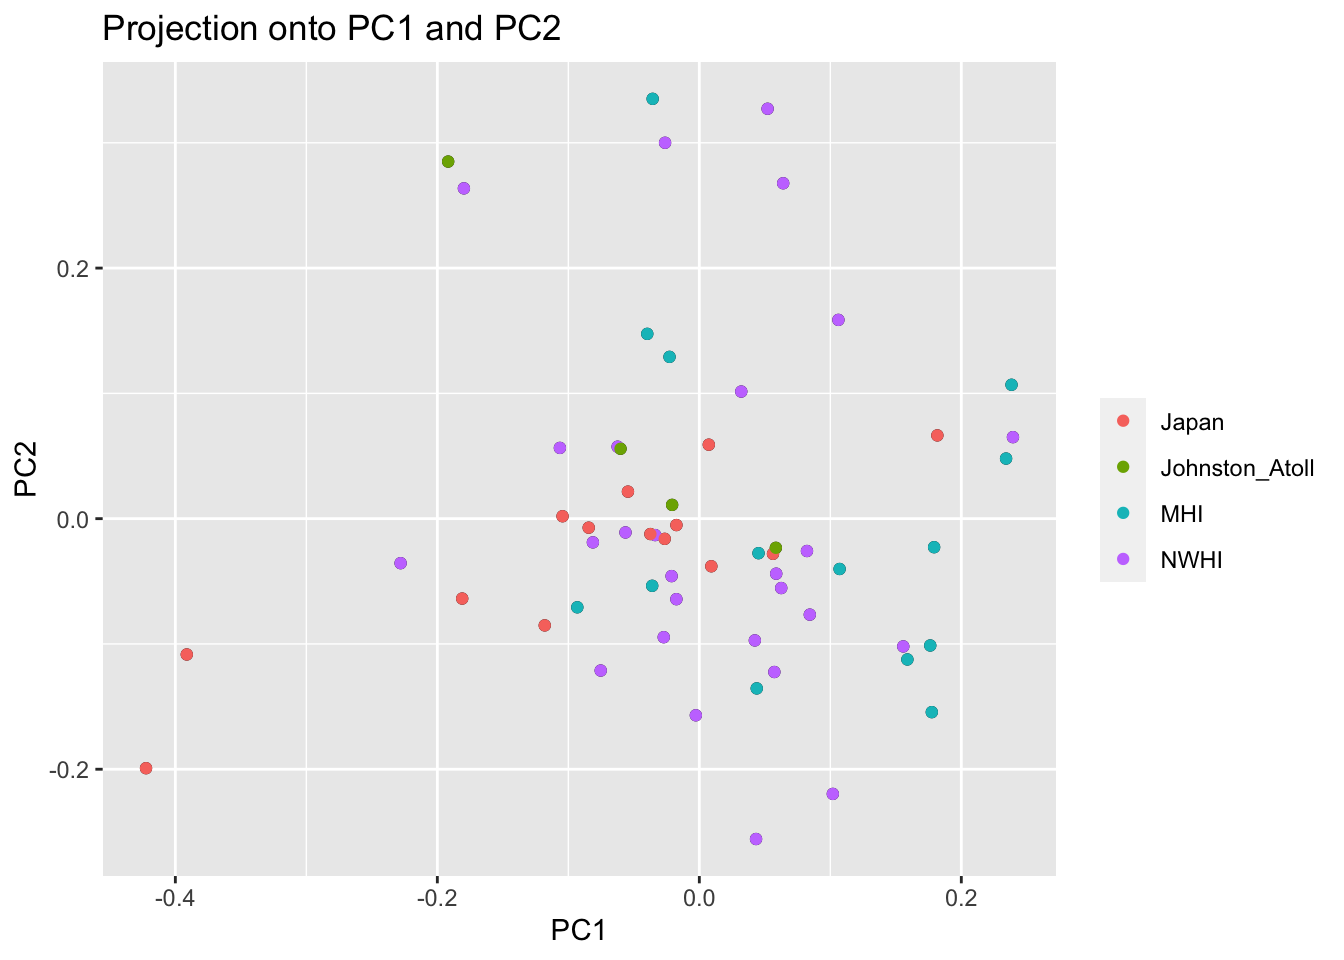 Projection onto PC1 and PC2
PC2
0.2
0.0
-0.2
-0.4
-0.2
0.0
0.2
PC1
Japan
Johnston_Atoll
MHI
NWHI